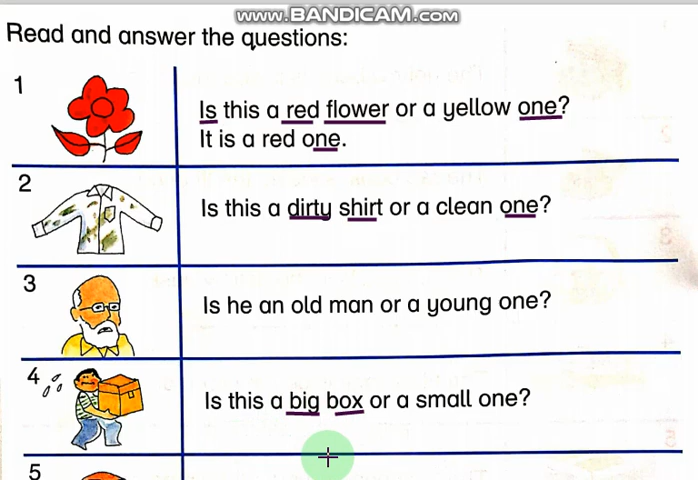 www.BANDICAM.com
Read and answer the questions:
1
Is this a red flower or a yellow one?
It is a red one.
2
Is this a dirty shirt or a clean one?
3
Is he an old man or a young one?
4
Is this a big box or a small one?
5